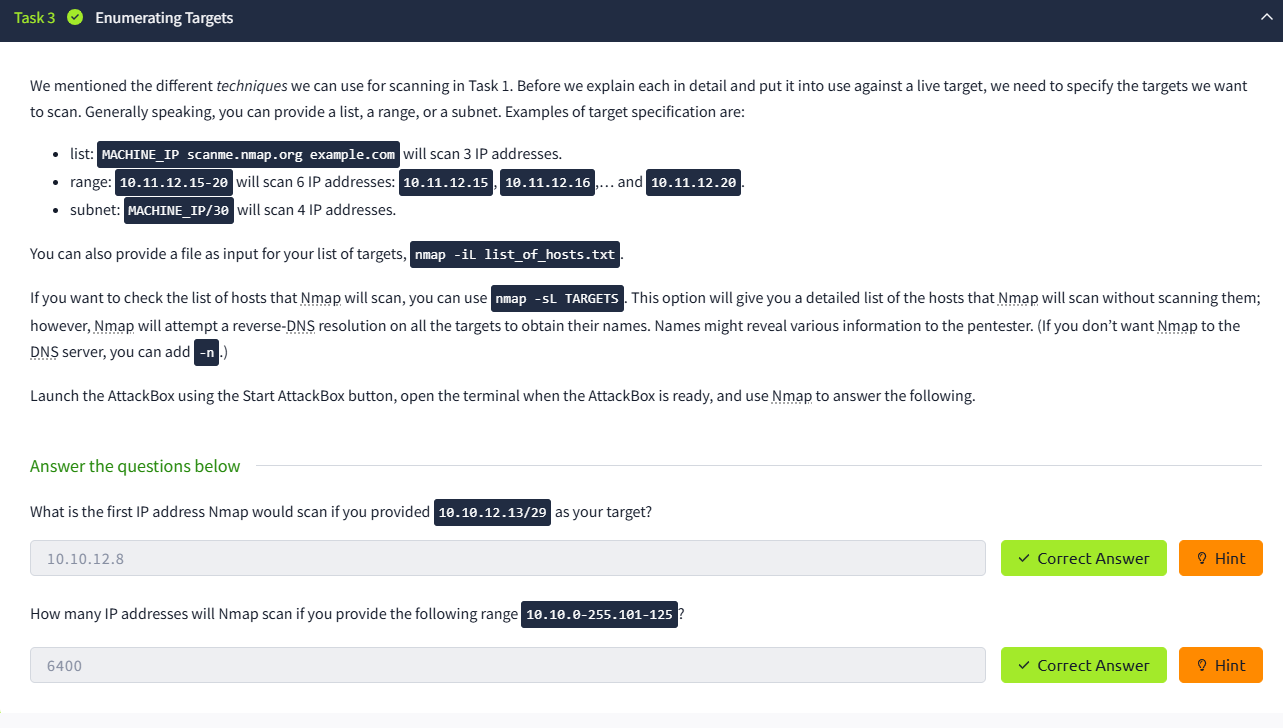 Task 3 Enumerating Targets
We mentioned the different techniques we can use for scanning in Task 1. Before we explain each in detail and put it into use against a live target, we need to specify the targets we want
to scan. Generally speaking, you can provide a list, a range, or a subnet. Examples of target specification are:
• list: MACHINE_IP scanme.nmap.org example.com will scan 3 IP addresses.
• range: 10.11.12.15-20 will scan 6 IP addresses: 10.11.12.15, 10.11.12.16,… and 10.11.12.20.
• subnet: MACHINE_IP/30 will scan 4 IP addresses.
You can also provide a file as input for your list of targets, nmap -iL list_of_hosts.txt.
If you want to check the list of hosts that Nmap will scan, you can use nmap -sL TARGETS. This option will give you a detailed list of the hosts that Nmap will scan without scanning them;
however, Nmap will attempt a reverse-DNS resolution on all the targets to obtain their names. Names might reveal various information to the pentester. (If you don’t want Nmap to the
DNS server, you can add -n.)
Launch the AttackBox using the Start AttackBox button, open the terminal when the AttackBox is ready, and use Nmap to answer the following.
Answer the questions below
What is the first IP address Nmap would scan if you provided 10.10.12.13/29 as your target?
10.10.12.8 Correct Answer Hint
How many IP addresses will Nmap scan if you provide the following range 10.10.0-255.101-125?
6400 Correct Answer Hint